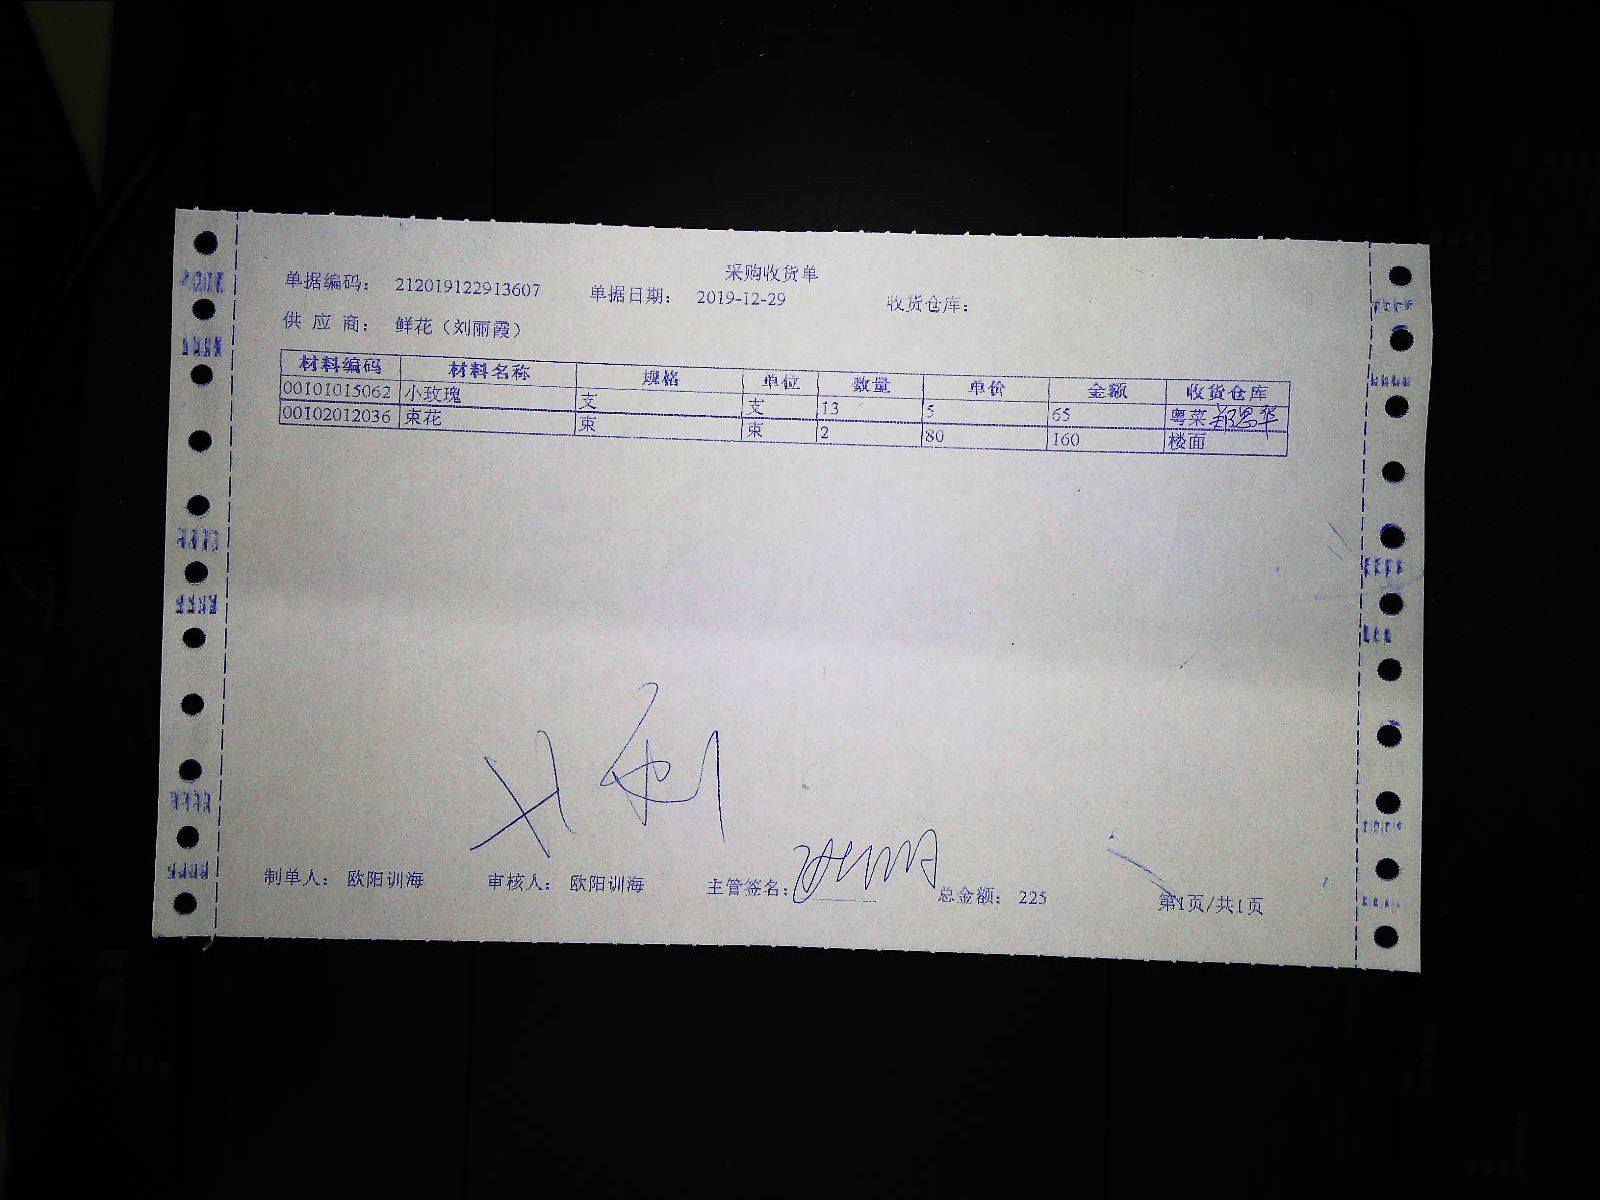 采购收货单
单据编码： 212019122913607 单据日期： 2019-12-29 收货仓库：
供 应 商： 鲜花（刘丽霞）
材料编码 材料名称 规格 单位 数量 单价 金额 收货仓库
00101015062 小玫瑰 支 支 13 5 65 粤菜
00102012036 束花 束 束 2 80 160 楼面
制单人： 欧阳训海 审核人： 欧阳训海 主管签名： 总金额： 225 第1页/共1页